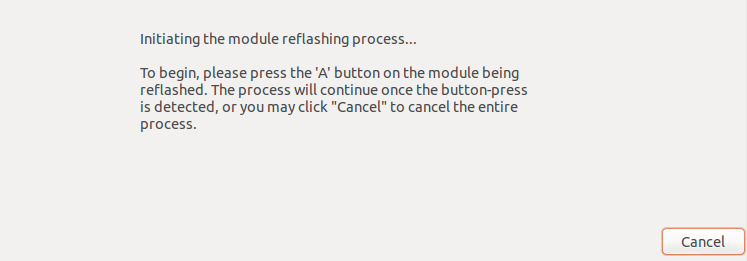 Initiating the module reflashing process...
To begin, please press the 'A' button on the module being
reflashed. The process will continue once the button-press
is detected, or you may click "Cancel" to cancel the entire
process.
Cancel